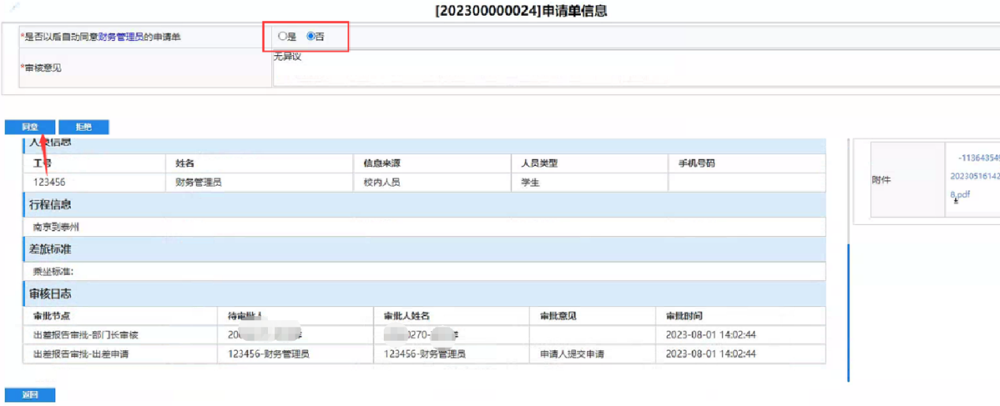 [202300000024]申请单信息
*是否以后自动同意财务管理员的申请单 是 否
*审核意见 无异议
同意 拒绝
人员信息
工号 姓名 信息来源 人员类型 手机号码
123456 财务管理员 校内人员 学生
行程信息
南京到泰州
差旅标准
乘坐标准:
审核日志
审批节点 待审批人 审批人姓名 审批意见 审批时间
出差报告审批-部门长审核 20 0270- 2023-08-01 14:02:44
出差报告审批-出差申请 123456-财务管理员 123456-财务管理员 申请人提交申请 2023-08-01 14:02:44
附件
-113643549
20230516142
8.pdf
返回